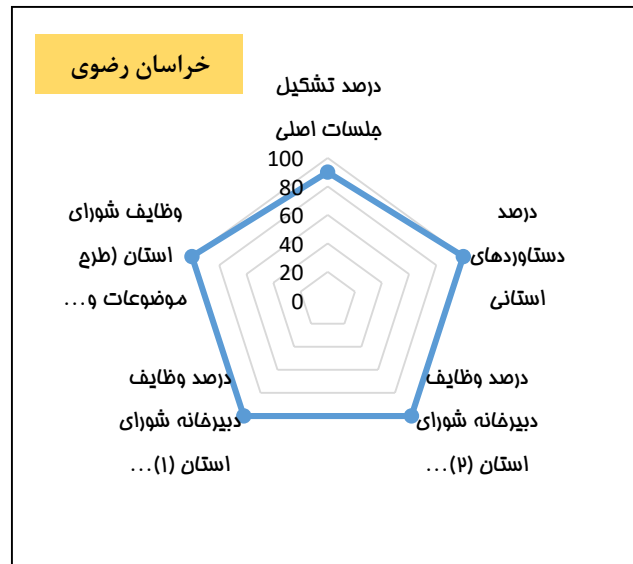 خراسان رضوی
درصد تشکیل
جلسات اصلی
100
80
60
40
20
0
درصد
دستاوردهای
استانی
درصد وظایف
دبیرخانه شورای
استان (۲)...
درصد وظایف
دبیرخانه شورای
استان (۱)...
وظایف شورای
استان (طرح
موضوعات و...